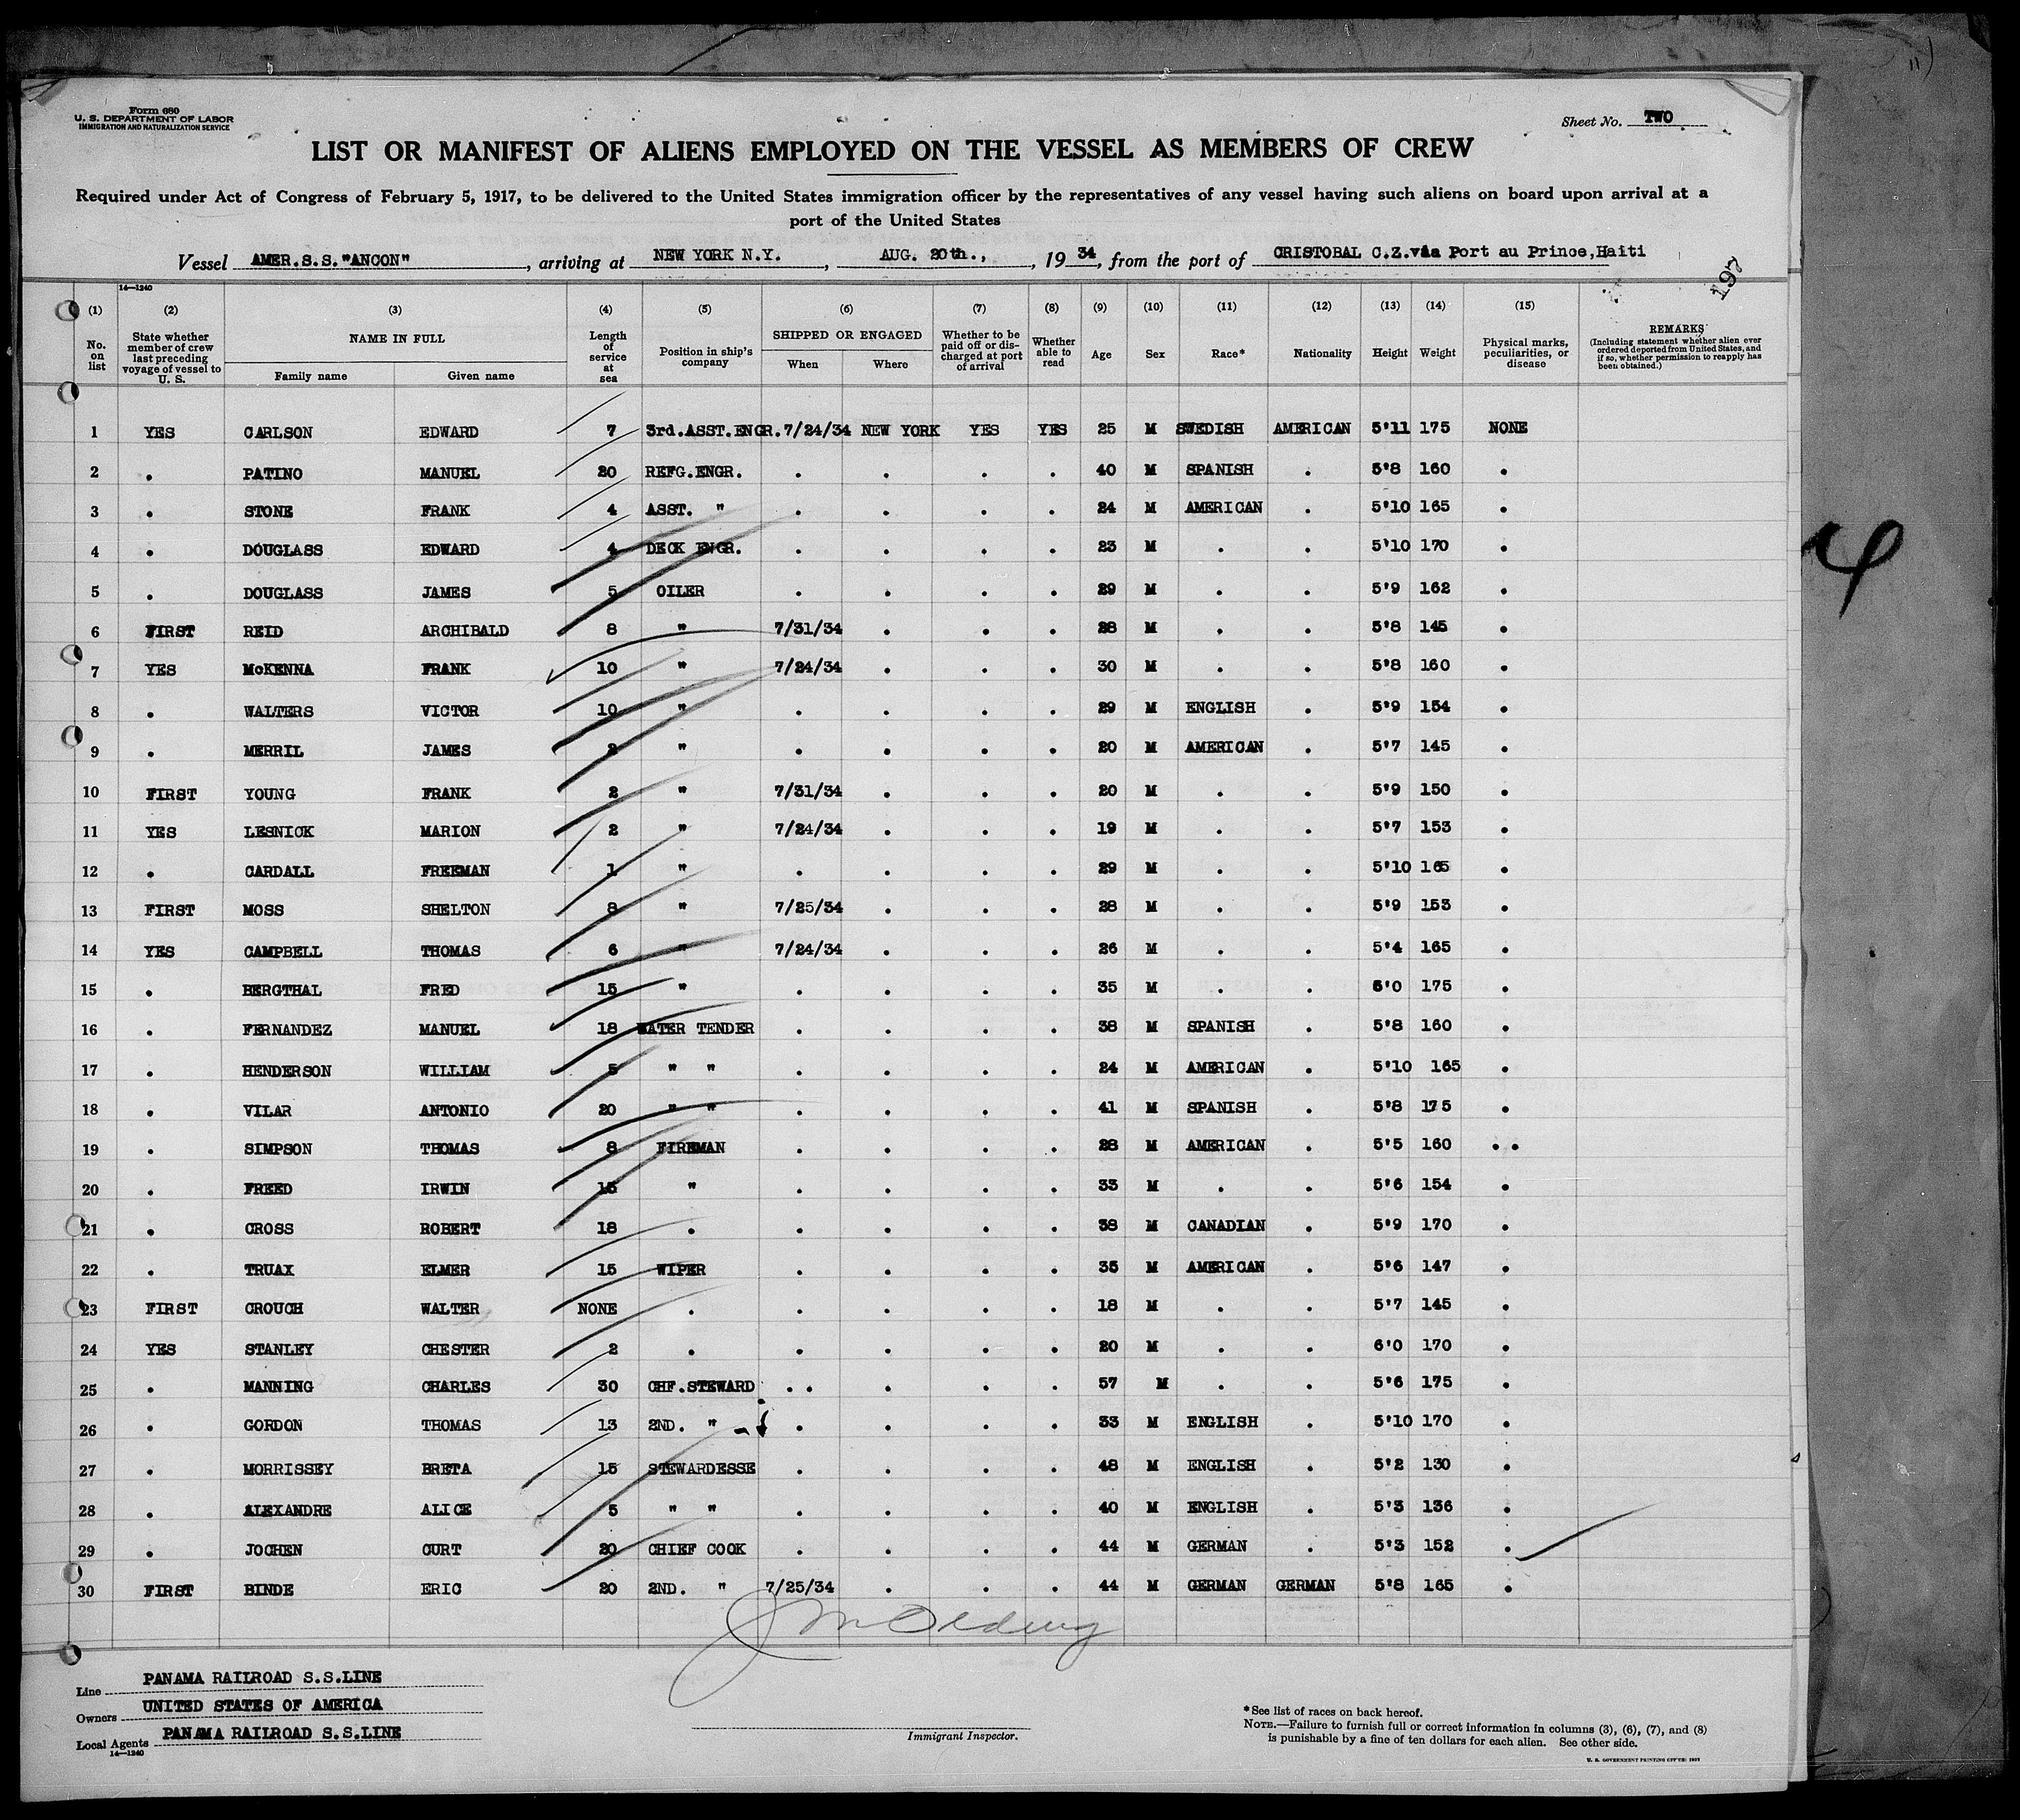 Form 680
U. S. DEPARTMENT OF LABOR
IMMIGRATION AND NATURALIZATION SERVICE
Sheet No. TWO
LIST OR MANIFEST OF ALIENS EMPLOYED ON THE VESSEL AS MEMBERS OF CREW
Required under Act of Congress of February 5, 1917, to be delivered to the United States immigration officer by the representatives of any vessel having such aliens on board upon arrival at a
port of the United States
Vessel AMER.S.S."ANCON", arriving at NEW YORK N.Y., AUG. 20th., , 19 34, from the port of CRISTOBAL C.Z.via Port au Prince,Haiti
197
14—1240
(1) (2) (3) (4) (5) (6) (7) (8) (9) (10) (11) (12) (13) (14) (15)
No. on list State whether member of crew last preceding voyage of vessel to U. S. NAME IN FULL Family name Given name Length of service at sea Position in ship's company SHIPPED OR ENGAGED When Where Whether to be paid off or discharged at port of arrival Whether able to read Age Sex Race* Nationality Height Weight Physical marks, peculiarities, or disease REMARKS (Including statement whether alien ever ordered deported from United States, and if so, whether permission to reapply has been obtained.)
1 YES CARLSON EDWARD 7 3rd.ASST.ENGR. 7/24/34 NEW YORK YES YES 25 M SWEDISH AMERICAN 5'11 175 NONE
2 . PATINO MANUEL 20 REFG.ENGR. . . . . 40 M SPANISH . 5'8 160 .
3 . STONE FRANK 4 ASST. " . . . . 24 M AMERICAN . 5'10 165 .
4 . DOUGLASS EDWARD 4 DECK ENGR. . . . . 23 M . . 5'10 170 .
5 . DOUGLASS JAMES 5 OILER . . . . 29 M . . 5'9 162 .
6 FIRST REID ARCHIBALD 8 " 7/31/34 . . . 28 M . . 5'8 145 .
7 YES McKENNA FRANK 10 " 7/24/34 . . . 30 M . . 5'8 160 .
8 . WALTERS VICTOR 10 " . . . . 29 M ENGLISH . 5'9 154 .
9 . MERRIL JAMES 2 " . . . . 20 M AMERICAN . 5'7 145 .
10 FIRST YOUNG FRANK 2 " 7/31/34 . . . 20 M . . 5'9 150 .
11 YES LESNICK MARION 2 " 7/24/34 . . . 19 M . . 5'7 153 .
12 . CARDALL FREEMAN 1 " . . . . 29 M . . 5'10 165 .
13 FIRST MOSS SHELTON 8 " 7/25/34 . . . 28 M . . 5'9 153 .
14 YES CAMPBELL THOMAS 6 " 7/24/34 . . . 26 M . . 5'4 165 .
15 . BERGTHAL FRED 15 " . . . . 35 M . . 6'0 175 .
16 . FERNANDEZ MANUEL 18 WATER TENDER . . . . 38 M SPANISH . 5'8 160 .
17 . HENDERSON WILLIAM 5 " " . . . . 24 M AMERICAN . 5'10 165 .
18 . VILAR ANTONIO 20 " " . . . . 41 M SPANISH . 5'8 175 .
19 . SIMPSON THOMAS 8 FIREMAN . . . . 28 M AMERICAN . 5'5 160 . .
20 . FREED IRWIN 15 " . . . . 33 M . . 5'6 154 .
21 . CROSS ROBERT 18 . . . . . 38 M CANADIAN . 5'9 170 .
22 . TRUAX ELMER 15 WIPER . . . . 35 M AMERICAN . 5'6 147 .
23 FIRST CROUCH WALTER NONE . . . . . 18 M . . 5'7 145 .
24 YES STANLEY CHESTER 2 . . . . . 20 M . . 6'0 170 .
25 . MANNING CHARLES 30 CHF.STEWARD . . . . . 57 M . . 5'6 175 .
26 . GORDON THOMAS 13 2ND. " . . . . 33 M ENGLISH . 5'10 170 .
27 . MORRISSEY BRETA 15 STEWARDESSE . . . . 48 M ENGLISH . 5'2 130 .
28 . ALEXANDRE ALICE 5 " " . . . . 40 M ENGLISH . 5'3 136 .
29 . JOCHEN CURT 20 CHIEF COOK . . . . 44 M GERMAN . 5'3 152 .
30 FIRST BINDE ERIC 20 2ND. " 7/25/34 . . . 44 M GERMAN GERMAN 5'8 165 .
Line PANAMA RAILROAD S.S.LINE
Owners UNITED STATES OF AMERICA
Local Agents PANAMA RAILROAD S.S.LINE
14—1240
Immigrant Inspector.
*See list of races on back hereof.
NOTE.—Failure to furnish full or correct information in columns (3), (6), (7), and (8)
is punishable by a fine of ten dollars for each alien. See other side.